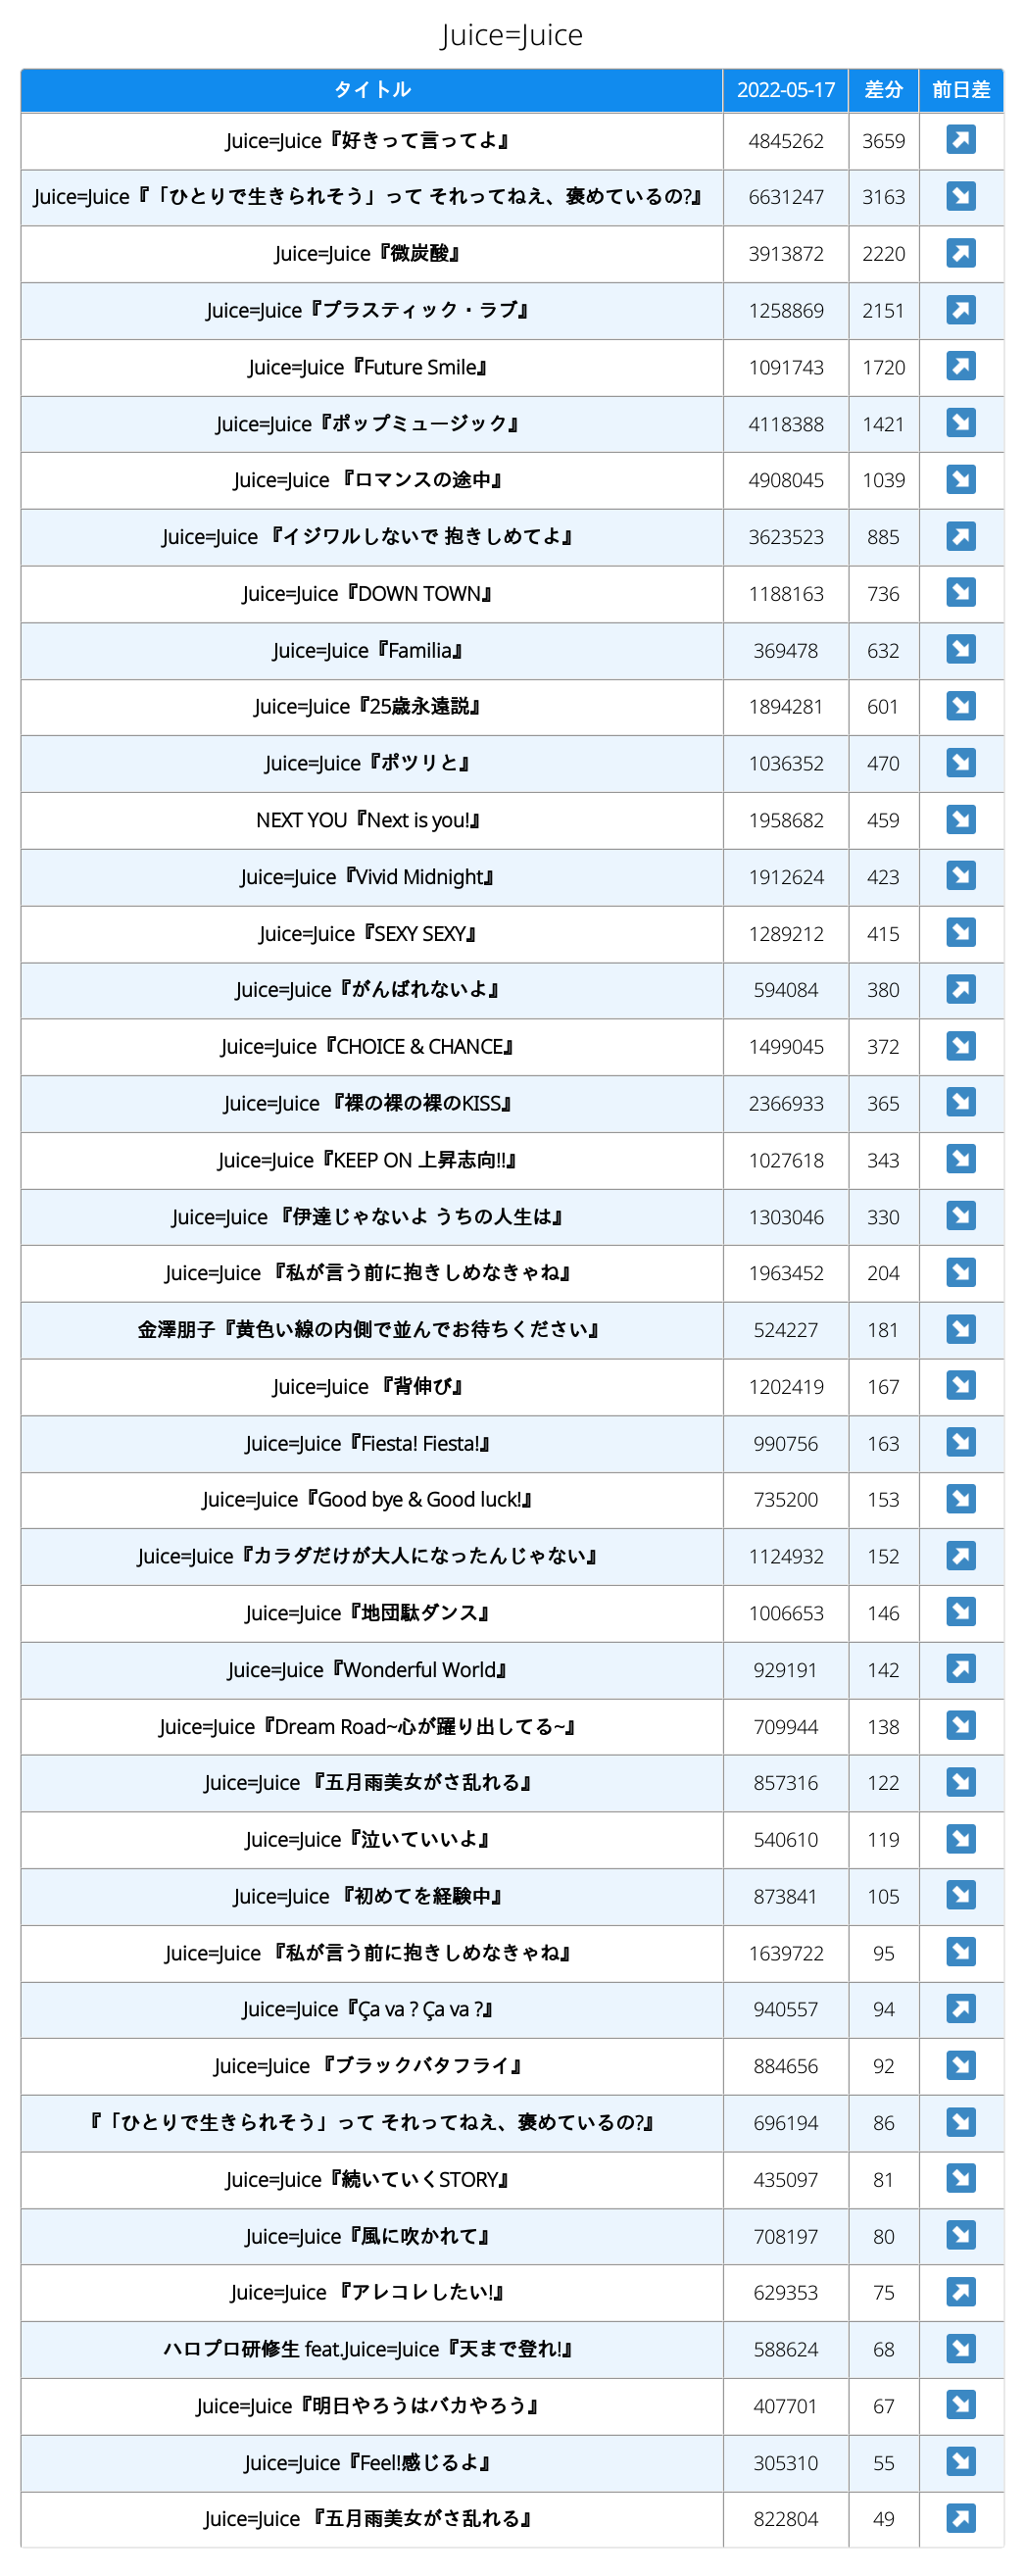 Juice=Juice
タイトル 2022-05-17 差分 前日差
Juice=Juice『好きって言ってよ』 4845262 3659 ↗
Juice=Juice『「ひとりで生きられそう」って それってねえ、褒めているの?』 6631247 3163 ↘
Juice=Juice『微炭酸』 3913872 2220 ↗
Juice=Juice『プラスティック・ラブ』 1258869 2151 ↗
Juice=Juice『Future Smile』 1091743 1720 ↗
Juice=Juice『ポップミュージック』 4118388 1421 ↘
Juice=Juice 『ロマンスの途中』 4908045 1039 ↘
Juice=Juice 『イジワルしないで 抱きしめてよ』 3623523 885 ↗
Juice=Juice『DOWN TOWN』 1188163 736 ↘
Juice=Juice『Familia』 369478 632 ↘
Juice=Juice『25歳永遠説』 1894281 601 ↘
Juice=Juice『ポツリと』 1036352 470 ↘
NEXT YOU『Next is you!』 1958682 459 ↘
Juice=Juice『Vivid Midnight』 1912624 423 ↘
Juice=Juice『SEXY SEXY』 1289212 415 ↘
Juice=Juice『がんばれないよ』 594084 380 ↗
Juice=Juice『CHOICE & CHANCE』 1499045 372 ↘
Juice=Juice 『裸の裸の裸のKISS』 2366933 365 ↘
Juice=Juice『KEEP ON 上昇志向!!』 1027618 343 ↘
Juice=Juice 『伊達じゃないよ うちの人生は』 1303046 330 ↘
Juice=Juice 『私が言う前に抱きしめなきゃね』 1963452 204 ↘
金澤朋子『黄色い線の内側で並んでお待ちください』 524227 181 ↘
Juice=Juice 『背伸び』 1202419 167 ↘
Juice=Juice『Fiesta! Fiesta!』 990756 163 ↘
Juice=Juice『Good bye & Good luck!』 735200 153 ↘
Juice=Juice『カラダだけが大人になったんじゃない』 1124932 152 ↗
Juice=Juice『地団駄ダンス』 1006653 146 ↘
Juice=Juice『Wonderful World』 929191 142 ↗
Juice=Juice『Dream Road~心が躍り出してる~』 709944 138 ↘
Juice=Juice 『五月雨美女がさ乱れる』 857316 122 ↘
Juice=Juice『泣いていいよ』 540610 119 ↘
Juice=Juice 『初めてを経験中』 873841 105 ↘
Juice=Juice 『私が言う前に抱きしめなきゃね』 1639722 95 ↘
Juice=Juice『Ça va ? Ça va ?』 940557 94 ↗
Juice=Juice 『ブラックバタフライ』 884656 92 ↘
『「ひとりで生きられそう」って それってねえ、褒めているの?』 696194 86 ↘
Juice=Juice『続いていくSTORY』 435097 81 ↘
Juice=Juice『風に吹かれて』 708197 80 ↘
Juice=Juice 『アレコレしたい!』 629353 75 ↗
ハロプロ研修生 feat.Juice=Juice『天まで登れ!』 588624 68 ↘
Juice=Juice『明日やろうはバカやろう』 407701 67 ↘
Juice=Juice『Feel!感じるよ』 305310 55 ↘
Juice=Juice 『五月雨美女がさ乱れる』 822804 49 ↗